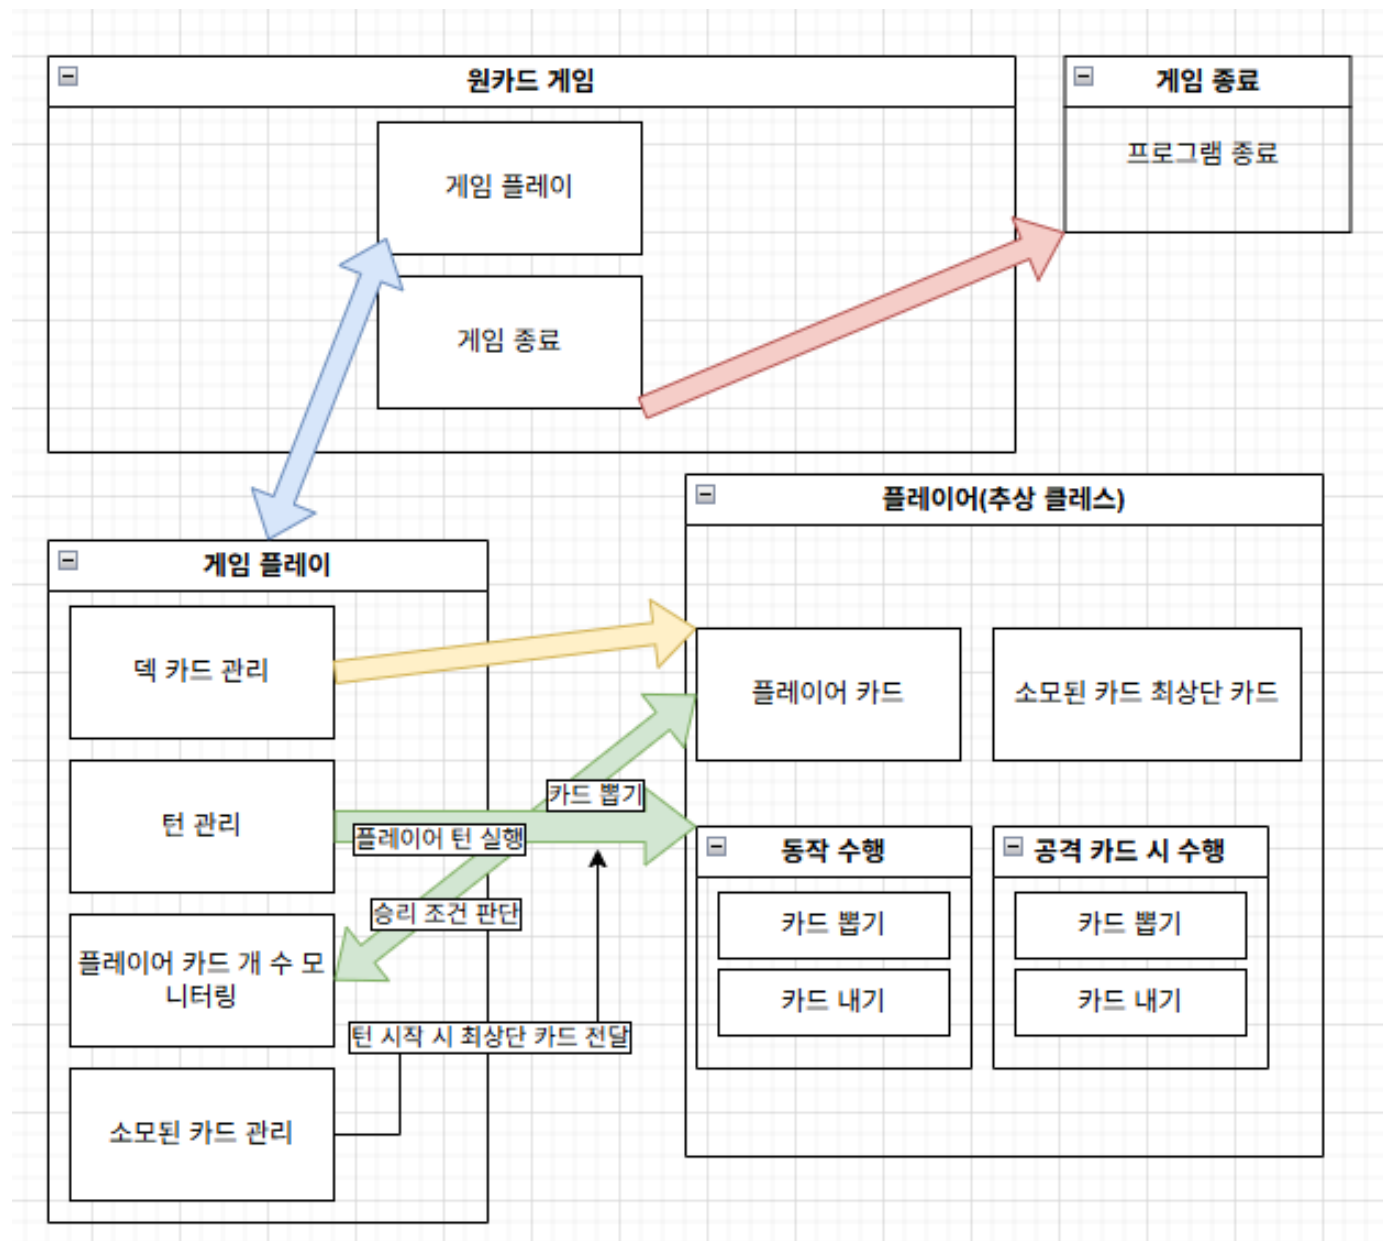 원카드 게임
게임 플레이
게임 종료
게임 종료
프로그램 종료
게임 플레이
덱 카드 관리
턴 관리
플레이어 카드 개 수 모
니터링
소모된 카드 관리
카드 뽑기
플레이어 턴 실행
승리 조건 판단
턴 시작 시 최상단 카드 전달
플레이어(추상 클레스)
플레이어 카드
소모된 카드 최상단 카드
동작 수행
카드 뽑기
카드 내기
공격 카드 시 수행
카드 뽑기
카드 내기